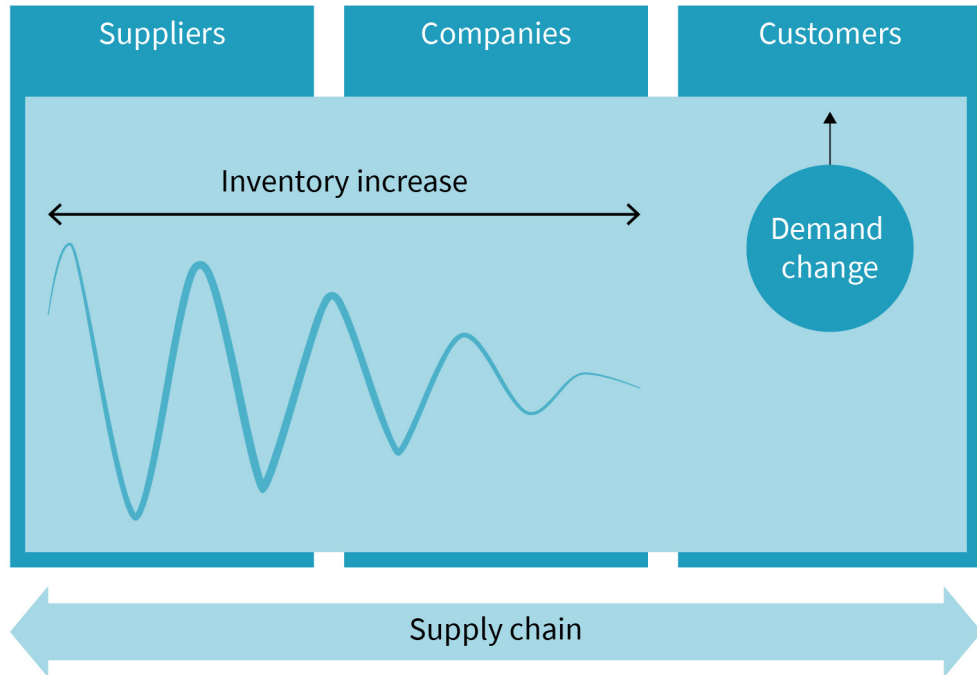 Suppliers
Companies
Customers
Inventory increase
Demand
change
Supply chain